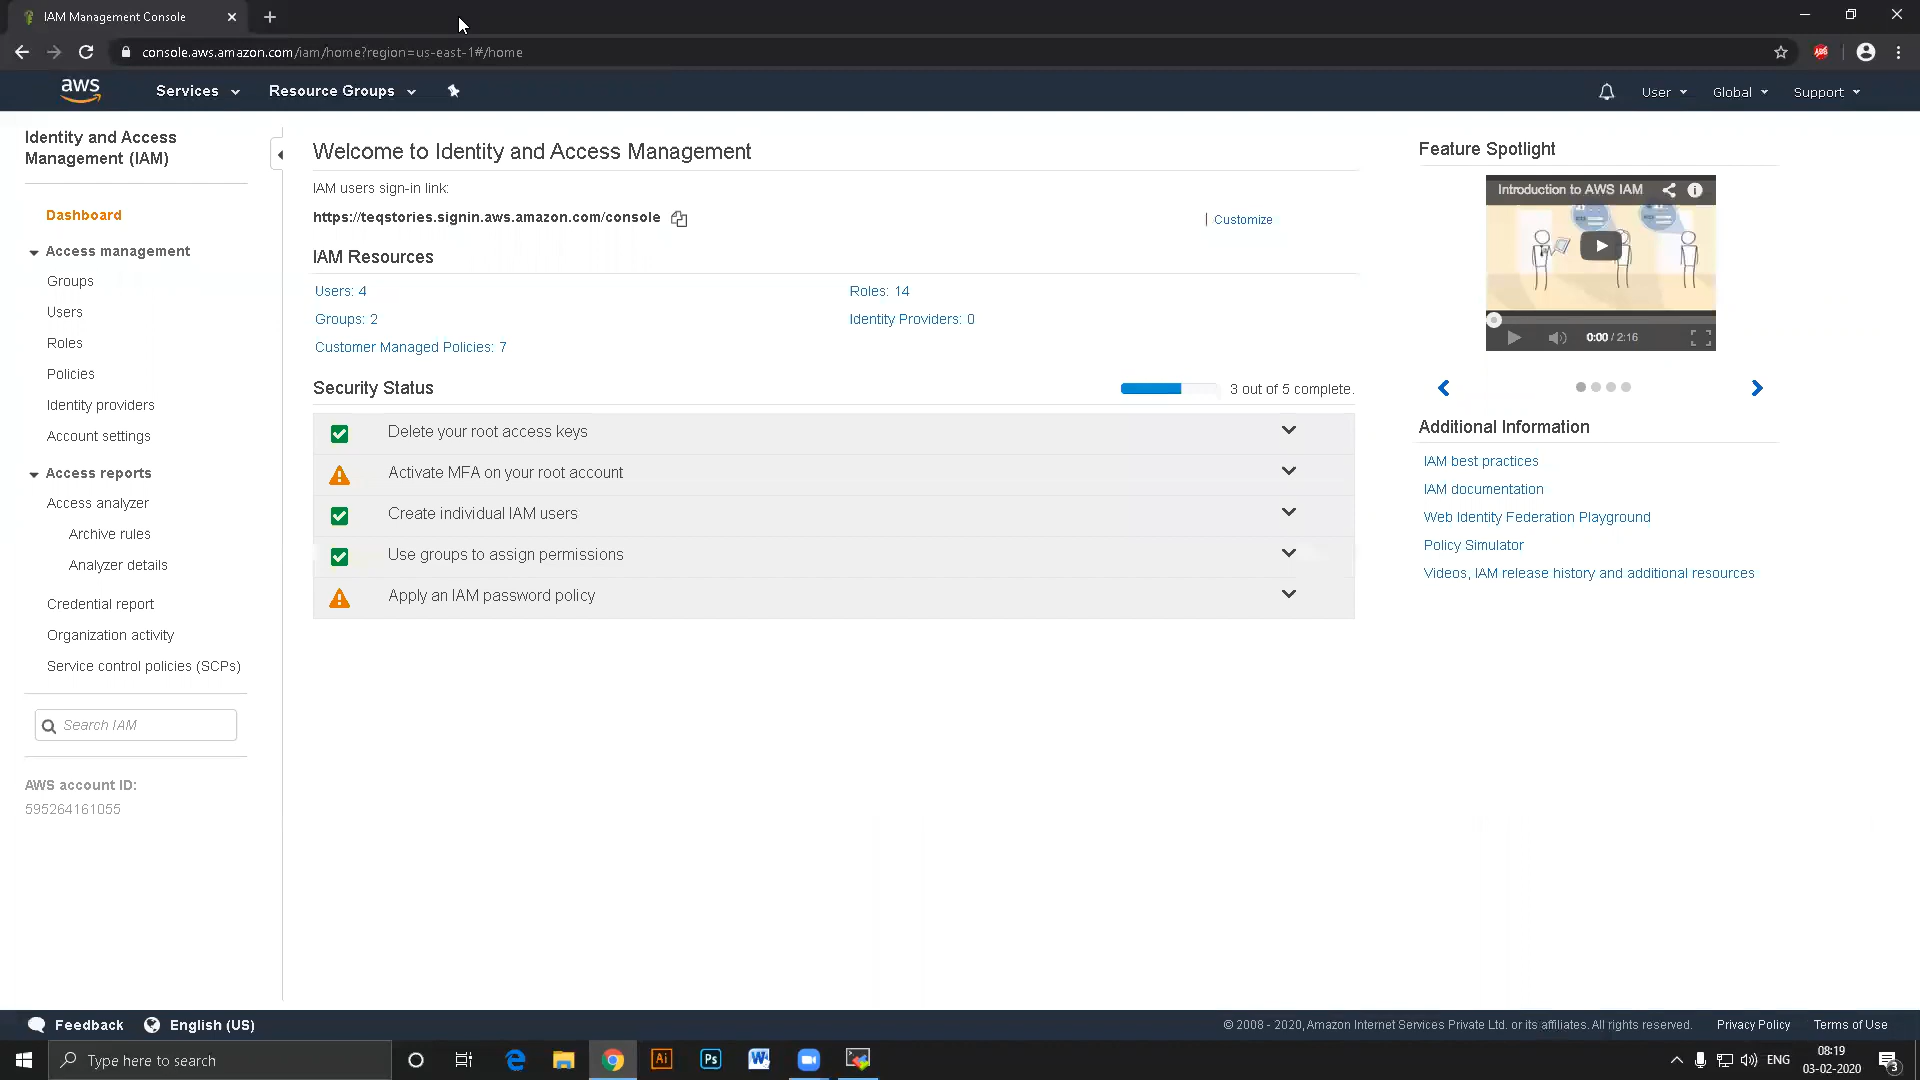 IAM Management Console
console.aws.amazon.com/iam/home?region=us-east-1#/home
ABP
aws
Services
Resource Groups
User
Global
Support
Identity and Access
Management (IAM)
Dashboard
Access management
Groups
Users
Roles
Policies
Identity providers
Account settings
Access reports
Access analyzer
Archive rules
Analyzer details
Credential report
Organization activity
Service control policies (SCPs)
Search IAM
AWS account ID:
595264161055
Welcome to Identity and Access Management
IAM users sign-in link:
https://teqstories.signin.aws.amazon.com/console
Customize
IAM Resources
Users: 4
Roles: 14
Groups: 2
Identity Providers: 0
Customer Managed Policies: 7
Security Status
3 out of 5 complete.
Delete your root access keys
Activate MFA on your root account
Create individual IAM users
Use groups to assign permissions
Apply an IAM password policy
Feature Spotlight
Introduction to AWS IAM
0:00 / 2:16
Additional Information
IAM best practices
IAM documentation
Web Identity Federation Playground
Policy Simulator
Videos, IAM release history and additional resources
Feedback
English (US)
© 2008 - 2020, Amazon Internet Services Private Ltd. or its affiliates. All rights reserved.
Privacy Policy
Terms of Use
Type here to search
Ai
Ps
W
ENG
08:19
03-02-2020
3